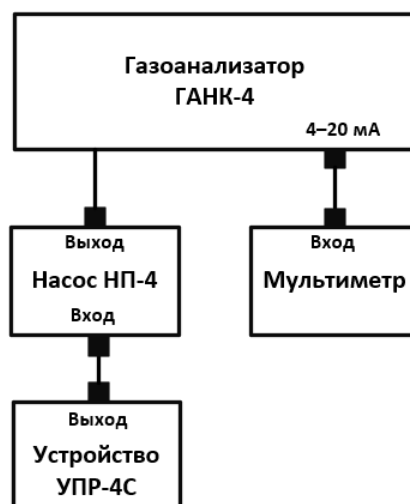 Газоанализатор
ГАНК-4
4–20 мА
Выход
Насос НП-4
Вход
Вход
Мультиметр
Выход
Устройство
УПР-4С